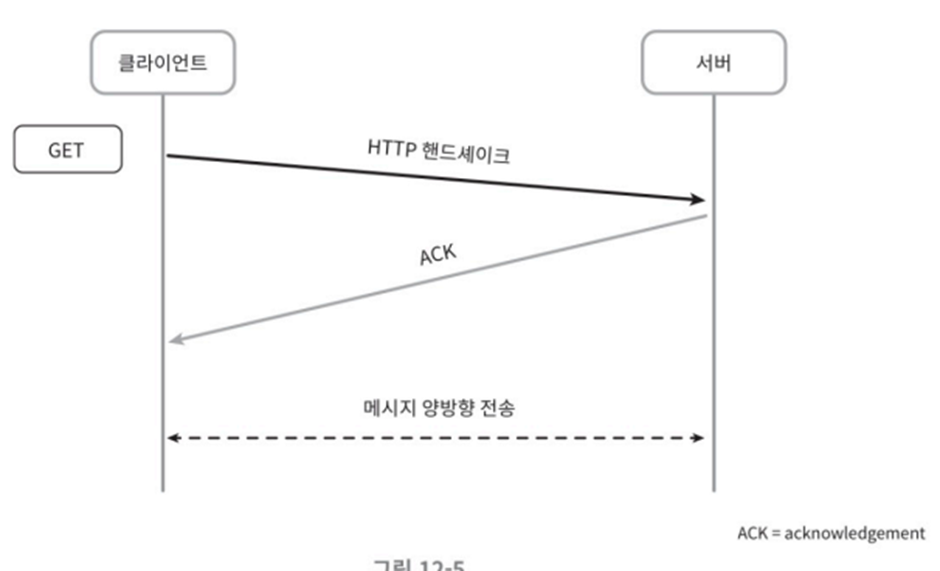 클라이언트
서버
GET
HTTP 핸드셰이크
ACK
메시지 양방향 전송
ACK = acknowledgement
그림 12-5